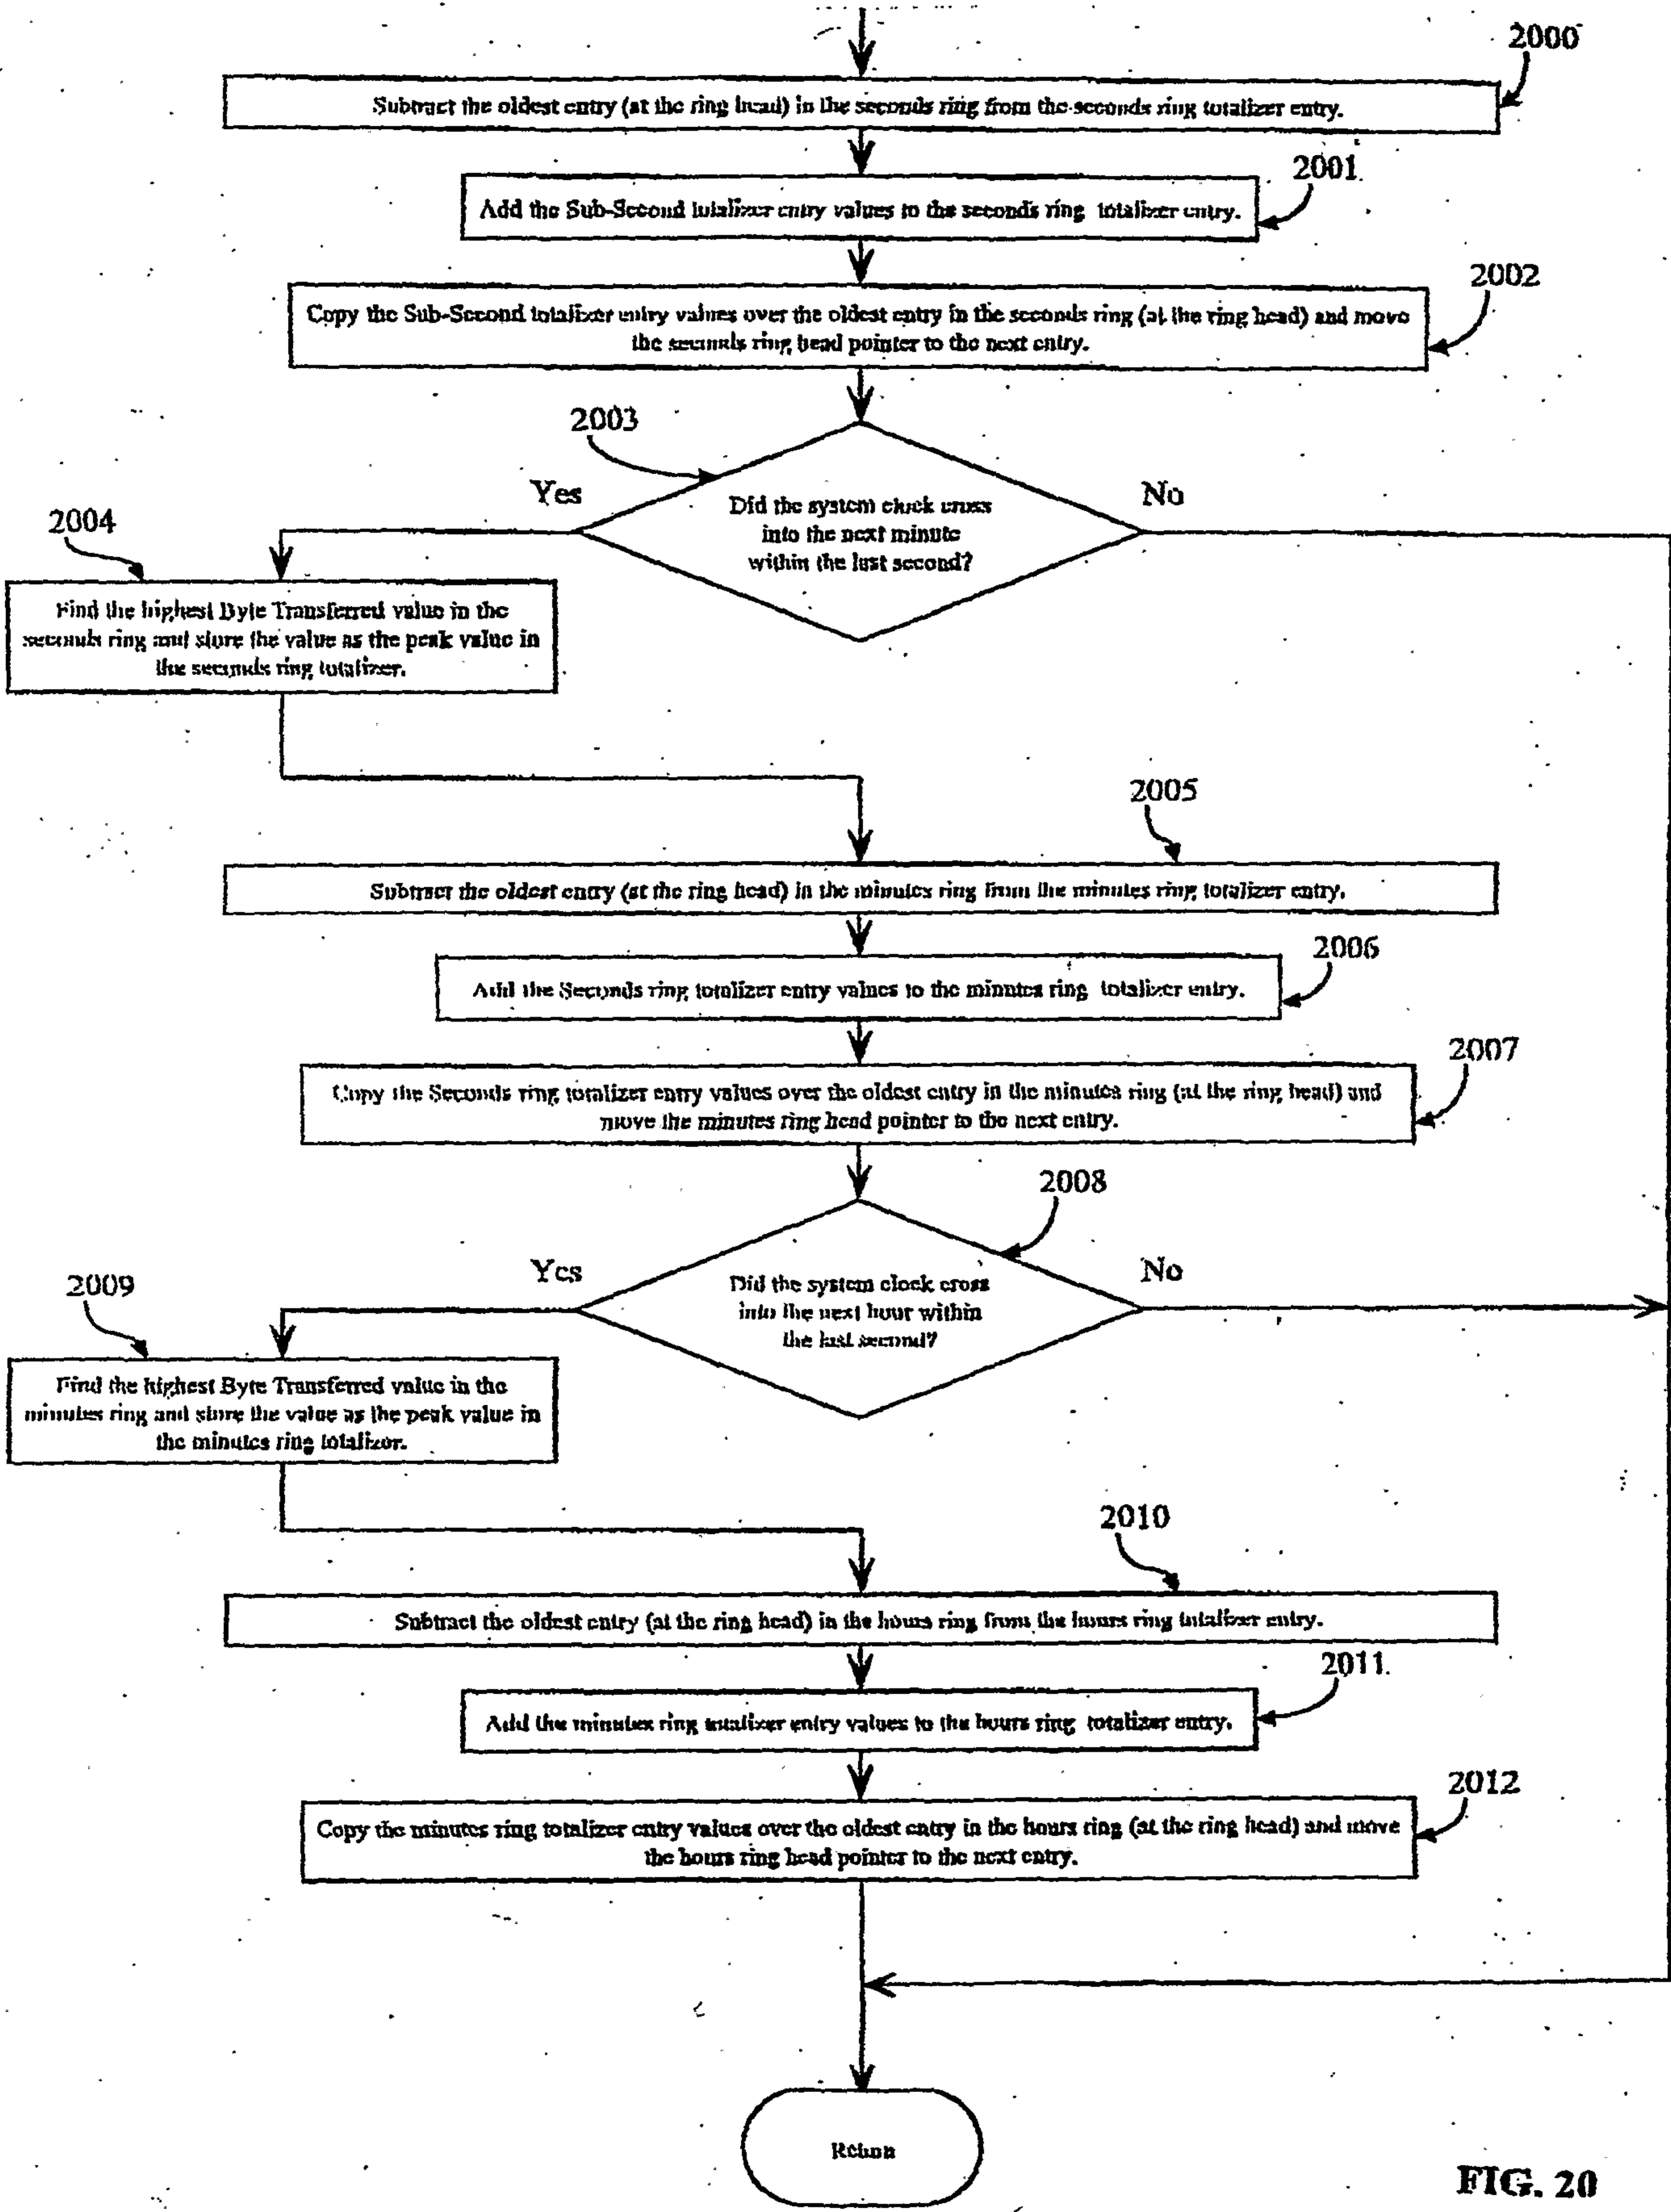 2000
Subtract the oldest entry (at the ring head) in the seconds ring from the seconds ring totalizer entry.
2001
Add the Sub-Second totalizer entry values to the seconds ring totalizer entry.
2002
Copy the Sub-Second totalizer entry values over the oldest entry in the seconds ring (at the ring head) and move
the seconds ring head pointer to the next entry.
2003
Yes
No
Did the system clock cross
into the next minute
within the last second?
2004
Find the highest Byte Transferred value in the
seconds ring and store the value as the peak value in
the seconds ring totalizer.
2005
Subtract the oldest entry (at the ring head) in the minutes ring from the minutes ring totalizer entry.
2006
Add the Seconds ring totalizer entry values to the minutes ring totalizer entry.
2007
Copy the Seconds ring totalizer entry values over the oldest entry in the minutes ring (at the ring head) and
move the minutes ring head pointer to the next entry.
2008
Yes
No
Did the system clock cross
into the next hour within
the last second?
2009
Find the highest Byte Transferred value in the
minutes ring and store the value as the peak value in
the minutes ring totalizor.
2010
Subtract the oldest entry (at the ring head) in the hours ring from the hours ring totalizer entry.
2011
Add the minutes ring totalizer entry values to the hours ring totalizer entry.
2012
Copy the minutes ring totalizer entry values over the oldest entry in the hours ring (at the ring head) and move
the hours ring head pointer to the next entry.
Return
FIG. 20